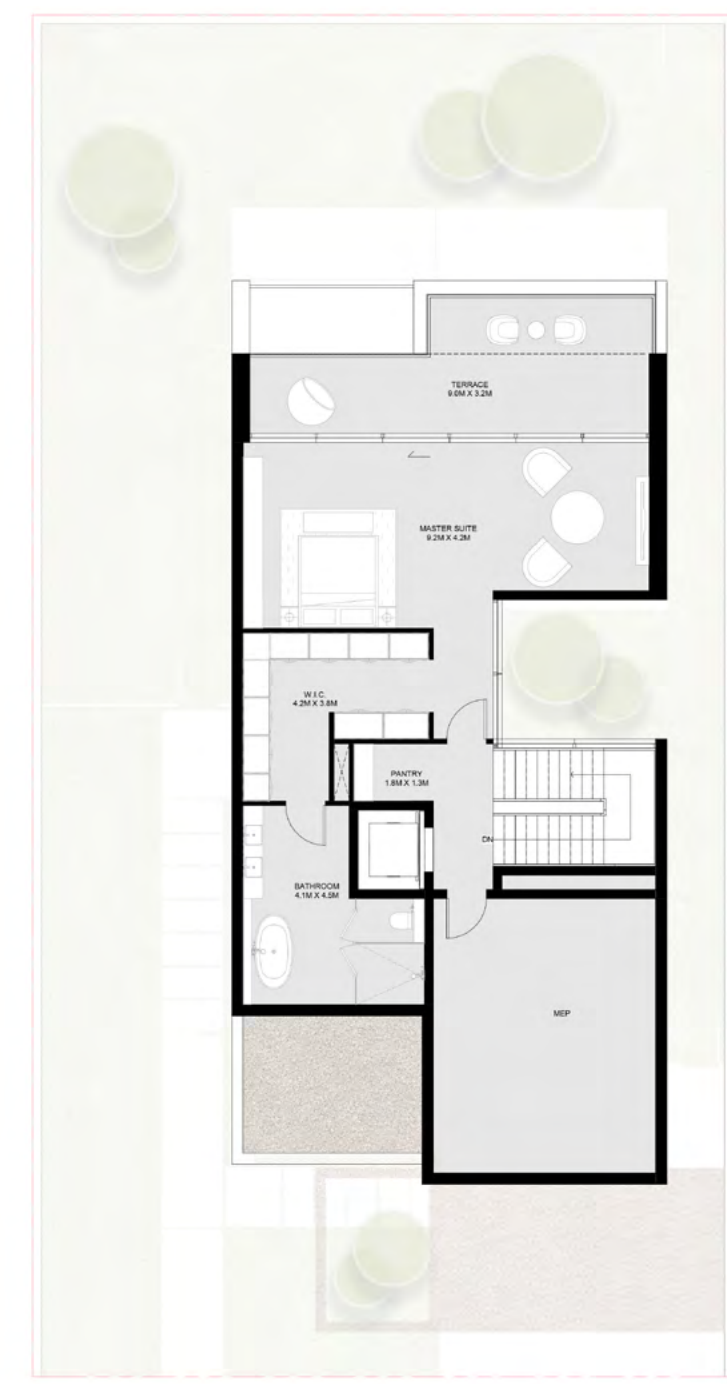 TERRACE
9.0M X 3.2M
MASTER SUITE
9.2M X 4.2M
W.I.C.
4.2M X 3.8M
PANTRY
1.8M X 1.3M
DN
BATHROOM
4.1M X 4.5M
MEP